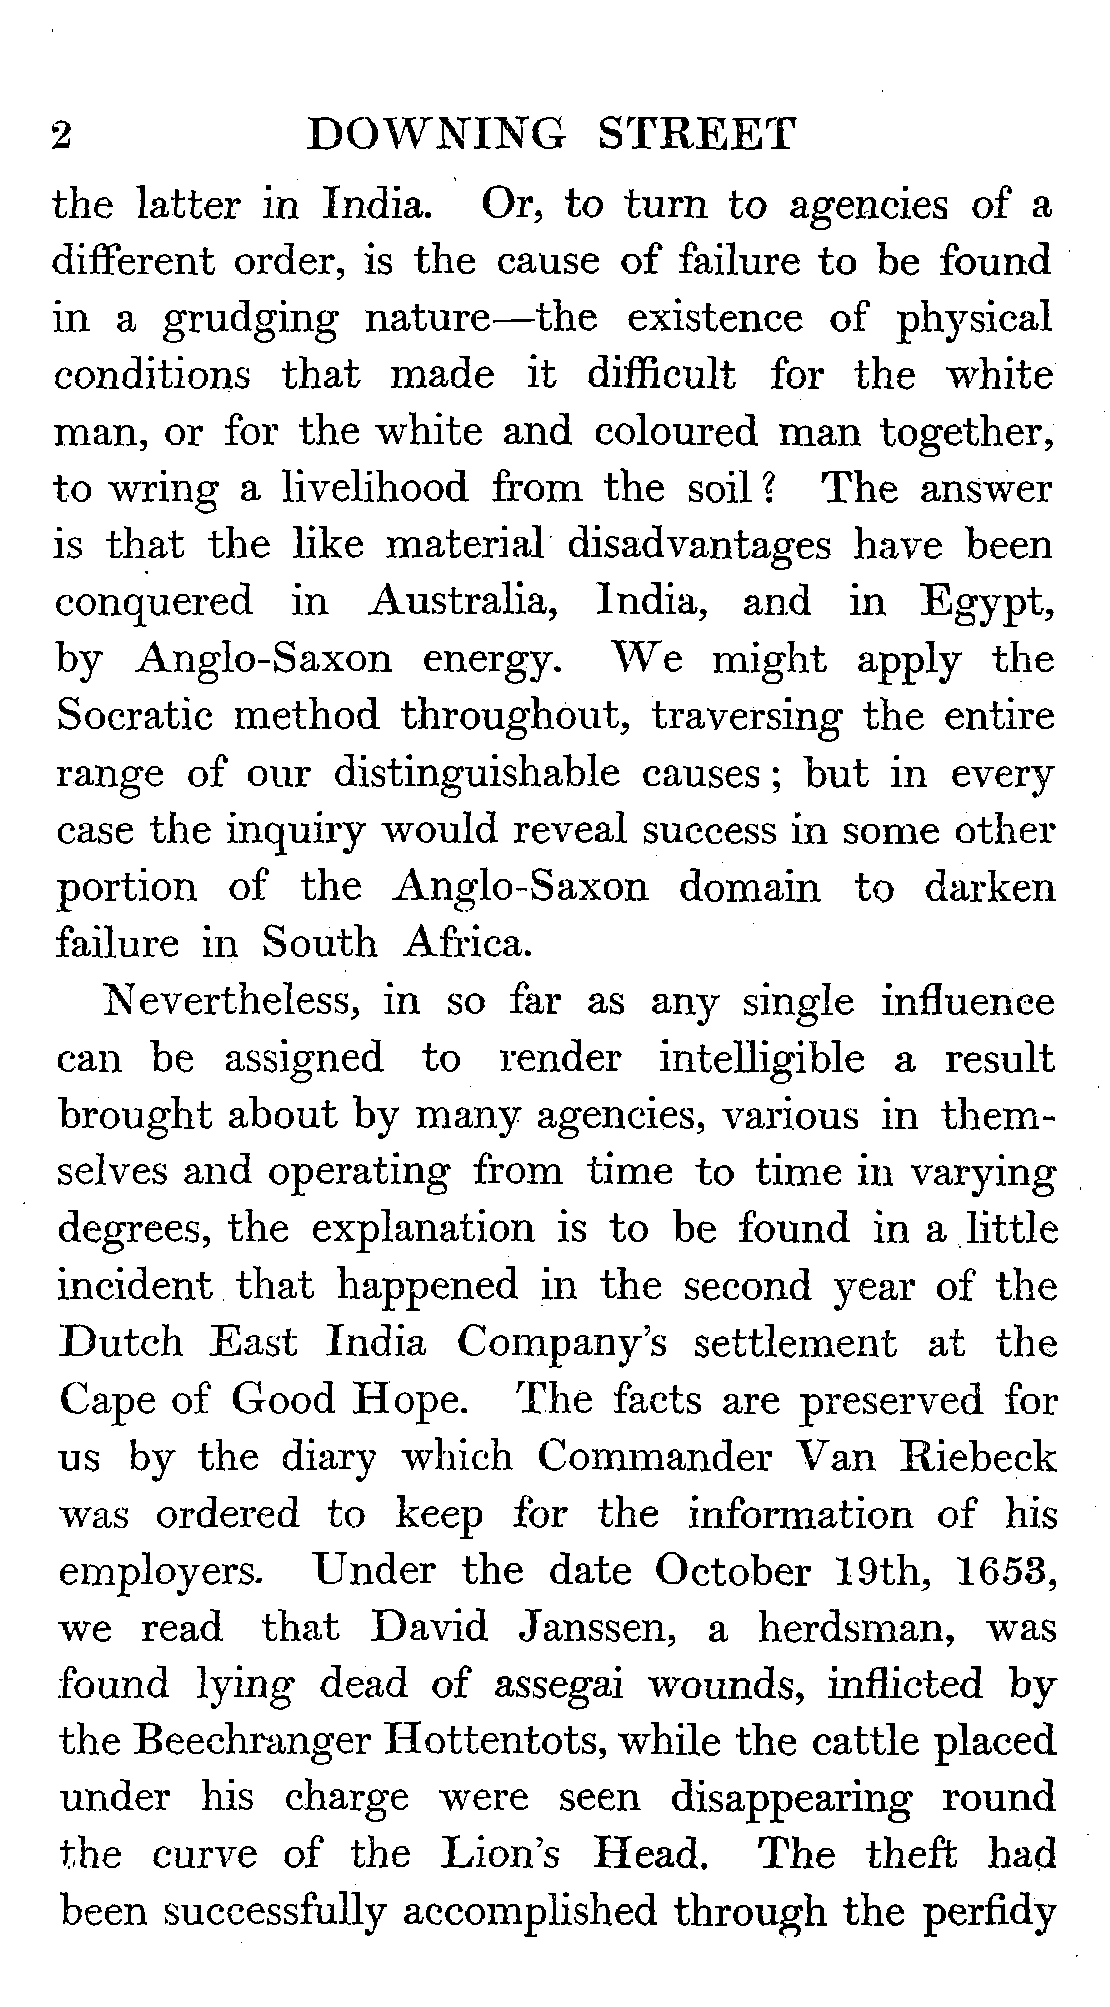 2 DOWNING STREET
the latter in India. Or, to turn to agencies of a
different order, is the cause of failure to be found
in a grudging nature—the existence of physical
conditions that made it difficult for the white
man, or for the white and coloured man together,
to wring a livelihood from the soil? The answer
is that the like material disadvantages have been
conquered in Australia, India, and in Egypt,
by Anglo-Saxon energy. We might apply the
Socratic method throughout, traversing the entire
range of our distinguishable causes; but in every
case the inquiry would reveal success in some other
portion of the Anglo-Saxon domain to darken
failure in South Africa.
Nevertheless, in so far as any single influence
can be assigned to render intelligible a result
brought about by many agencies, various in them-
selves and operating from time to time in varying
degrees, the explanation is to be found in a little
incident that happened in the second year of the
Dutch East India Company's settlement at the
Cape of Good Hope. The facts are preserved for
us by the diary which Commander Van Riebeck
was ordered to keep for the information of his
employers. Under the date October 19th, 1653,
we read that David Janssen, a herdsman, was
found lying dead of assegai wounds, inflicted by
the Beechranger Hottentots, while the cattle placed
under his charge were seen disappearing round
the curve of the Lion's Head. The theft had
been successfully accomplished through the perfidy